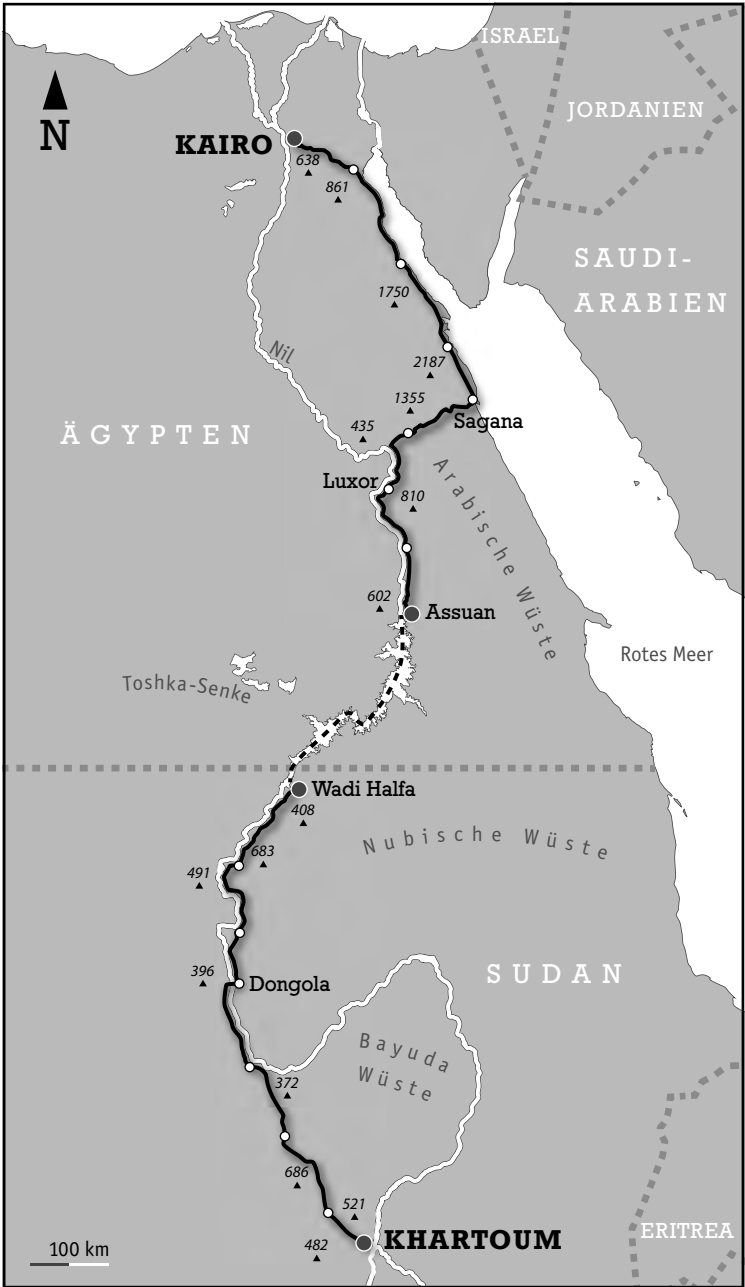 ISRAEL
N
JORDANIEN
KAIRO
638
861
SAUDI-
ARABIEN
1750
Nil
2187
1355
435
Sagana
ÄGYPTEN
Luxor
810
Arabische Wüste
602
Assuan
Rotes Meer
Toshka-Senke
Wadi Halfa
408
Nubische Wüste
683
491
396
Dongola
SUDAN
Bayuda
Wüste
372
686
521
482
KHARTOUM
ERITREA
100 km